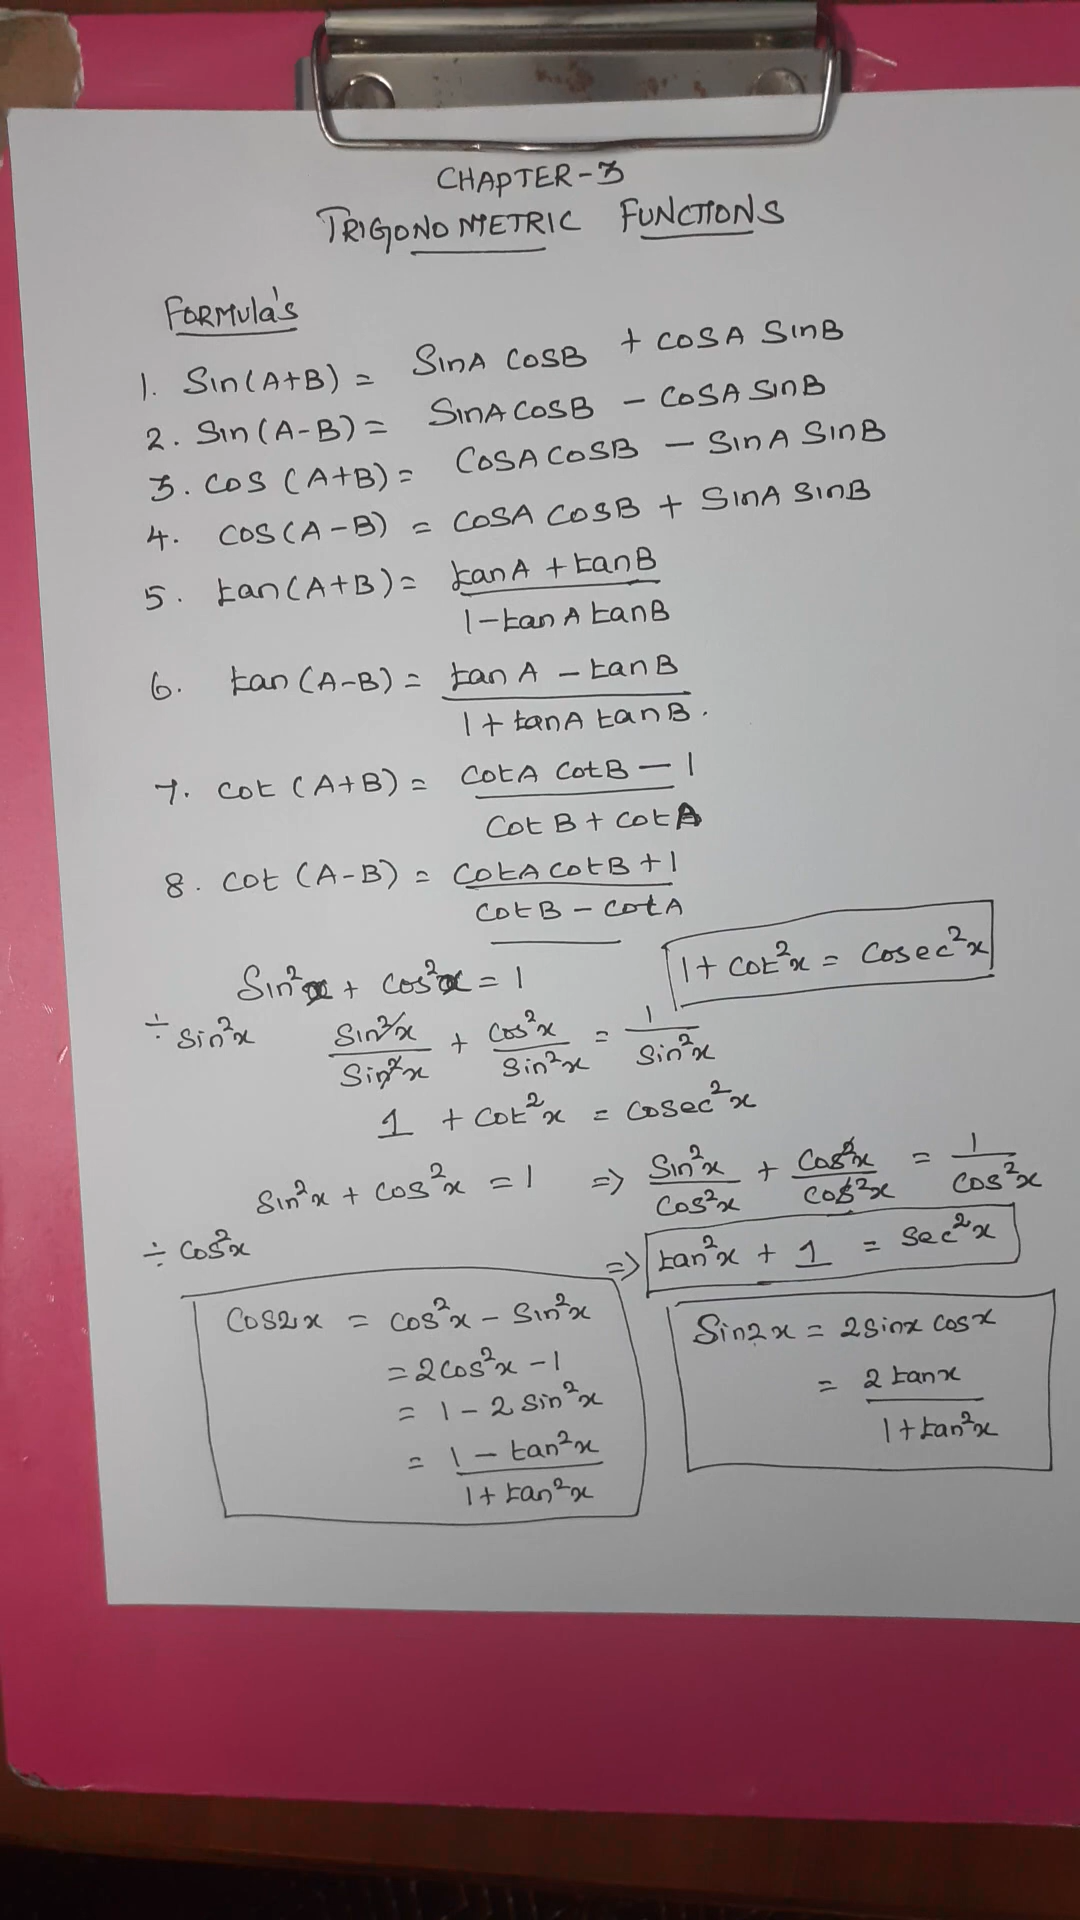 CHAPTER-3
TRIGONOMETRIC FUNCTIONS
FORMula's
1. Sin(A+B) = SinA CosB + cosA SinB
2. Sin(A-B) = SinA CosB - CosA SinB
3. cos (A+B) = CosA CosB - SinA SinB
4. cos(A-B) = CosA CosB + SinA SinB
5. tan(A+B) = tanA + tanB
1-tanA tanB
6. tan(A-B) = tanA - tanB
1+ tanA tanB.
7. cot (A+B) = CotA CotB - 1
Cot B + cot A
8. cot (A-B) = CotA CotB + 1
CotB - CotA
1+ cot²x = Cosec²x
Sin²x + cos²x = 1
÷ sin²x Sin²x/Sin²x + Cos²x/Sin²x = 1/Sin²x
1 + cot²x = cosec²x
Sin²x + cos²x = 1 => Sin²x/Cos²x + Cos²x/Cos²x = 1/Cos²x
÷ Cos²x
=> tan²x + 1 = Sec²x
Cos2x = cos²x - Sin²x
= 2cos²x - 1
= 1 - 2 Sin²x
= 1 - tan²x
1+ tan²x
Sin2x = 2sinx cosx
= 2 tanx
1+tan²x